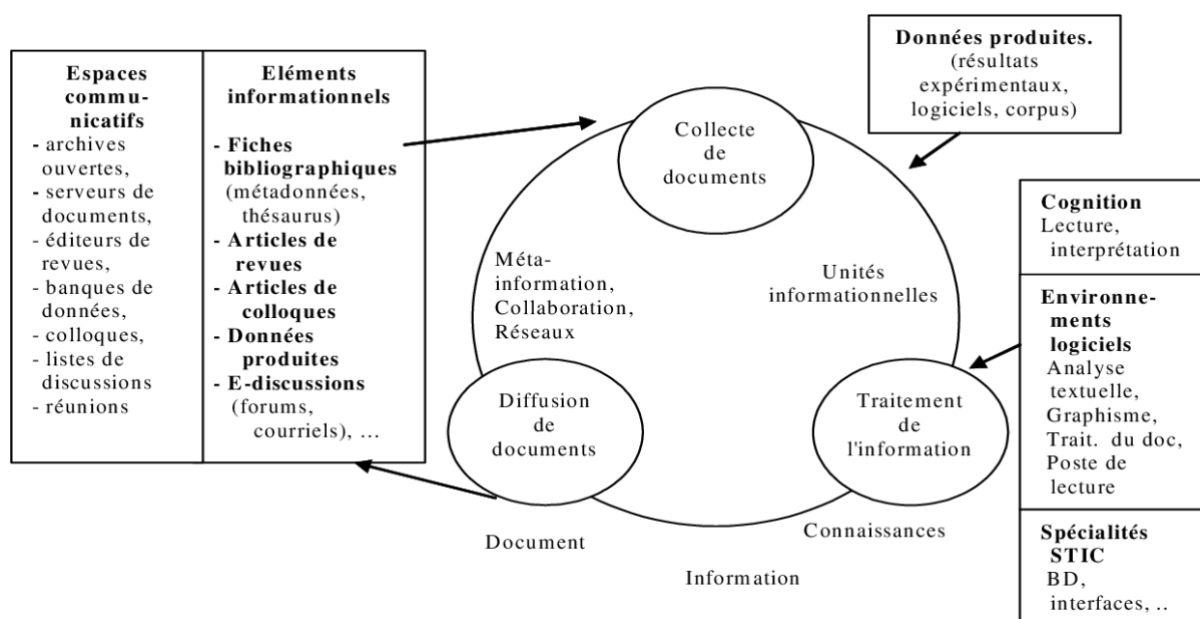 Espaces
commu-
nicatifs
- archives
ouvertes,
- serveurs de
documents,
- éditeurs de
revues,
- banques de
données,
- colloques,
- listes de
discussions
- réunions
Eléments
informationnels
- Fiches
bibliographiques
(métadonnées,
thésaurus)
- Articles de
revues
- Articles de
colloques
- Données
produites
- E-discussions
(forums,
courriels), ...
Collecte
de
documents
Données produites.
(résultats
expérimentaux,
logiciels, corpus)
Méta-
information,
Collaboration,
Réseaux
Unités
informationnelles
Diffusion
de
documents
Traitement
de
l'information
Document
Information
Connaissances
Cognition
Lecture,
interprétation
Environne-
ments
logiciels
Analyse
textuelle,
Graphisme,
Trait. du doc,
Poste de
lecture
Spécialités
STIC
BD,
interfaces, ..